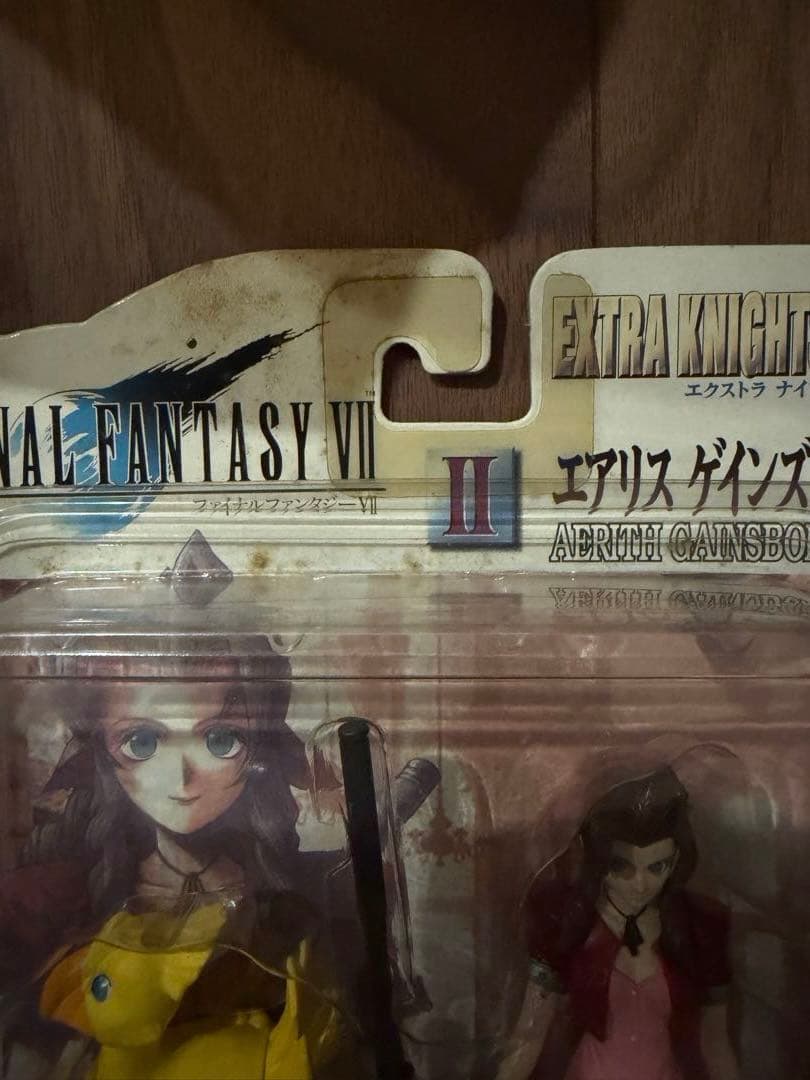 NAL FANTASY VII™
ファイナルファンタジーVII
II
EXTRA KNIGHT
エクストラ ナイ
エアリス ゲインズ
AERITH GAINSBO